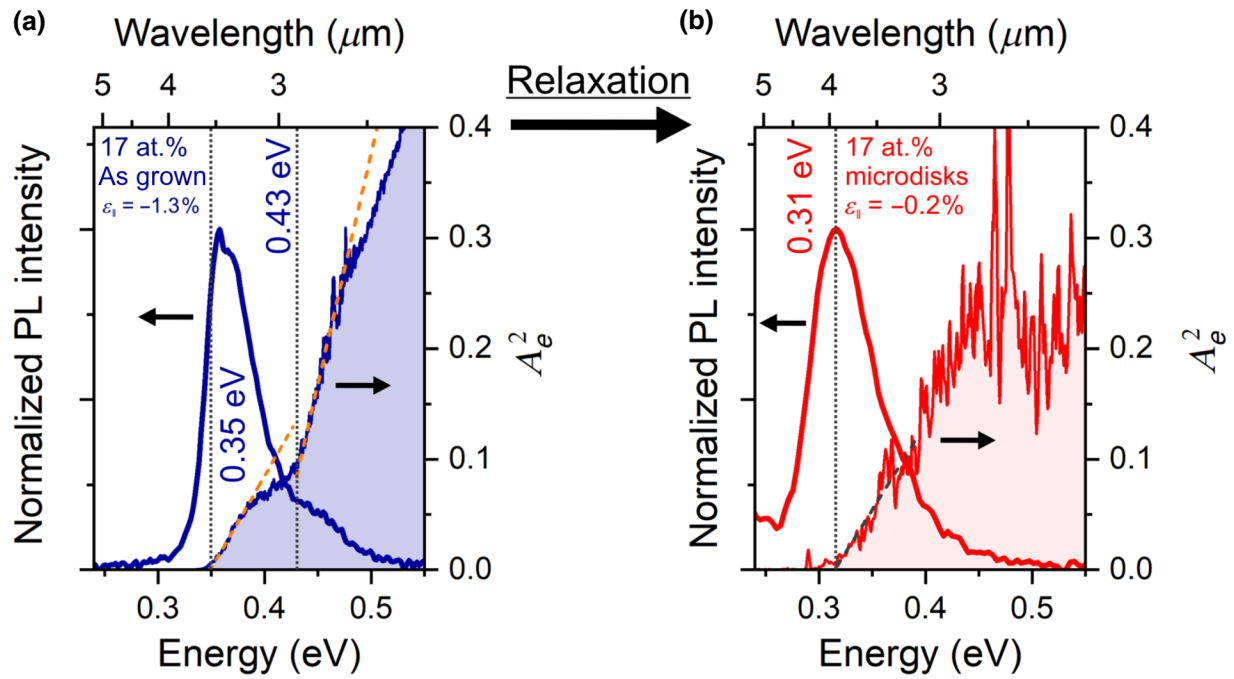 (a)
Wavelength (μm)
5 4 3
Normalized PL intensity
17 at.%
As grown
ε∥ = −1.3%
0.35 eV
0.43 eV
0.4
0.3
0.2
0.1
0.0
A_e^2
0.3 0.4 0.5
Energy (eV)
Relaxation
(b)
Wavelength (μm)
5 4 3
Normalized PL intensity
0.31 eV
17 at.%
microdisks
ε∥ = −0.2%
0.4
0.3
0.2
0.1
0.0
A_e^2
0.3 0.4 0.5
Energy (eV)